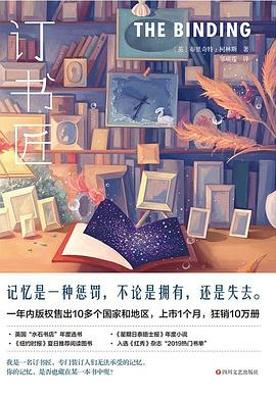 THE BINDING
订书匠
[英] 布里奇特·柯林斯 著
译
记忆是一种惩罚，不论是拥有，还是失去。
一年内版权售出10多个国家和地区，上市1个月，狂销10万册
• 英国“水石书店”年度选书
• 《星期日泰晤士报》年度小说
• 《纽约时报》夏日推荐阅读图书
• 入选《红秀》杂志“2019热门书单”
我是一名订书匠，专门装订人们无法承受的记忆。
你的记忆，是否也藏在某一本书中呢？
四川文艺出版社